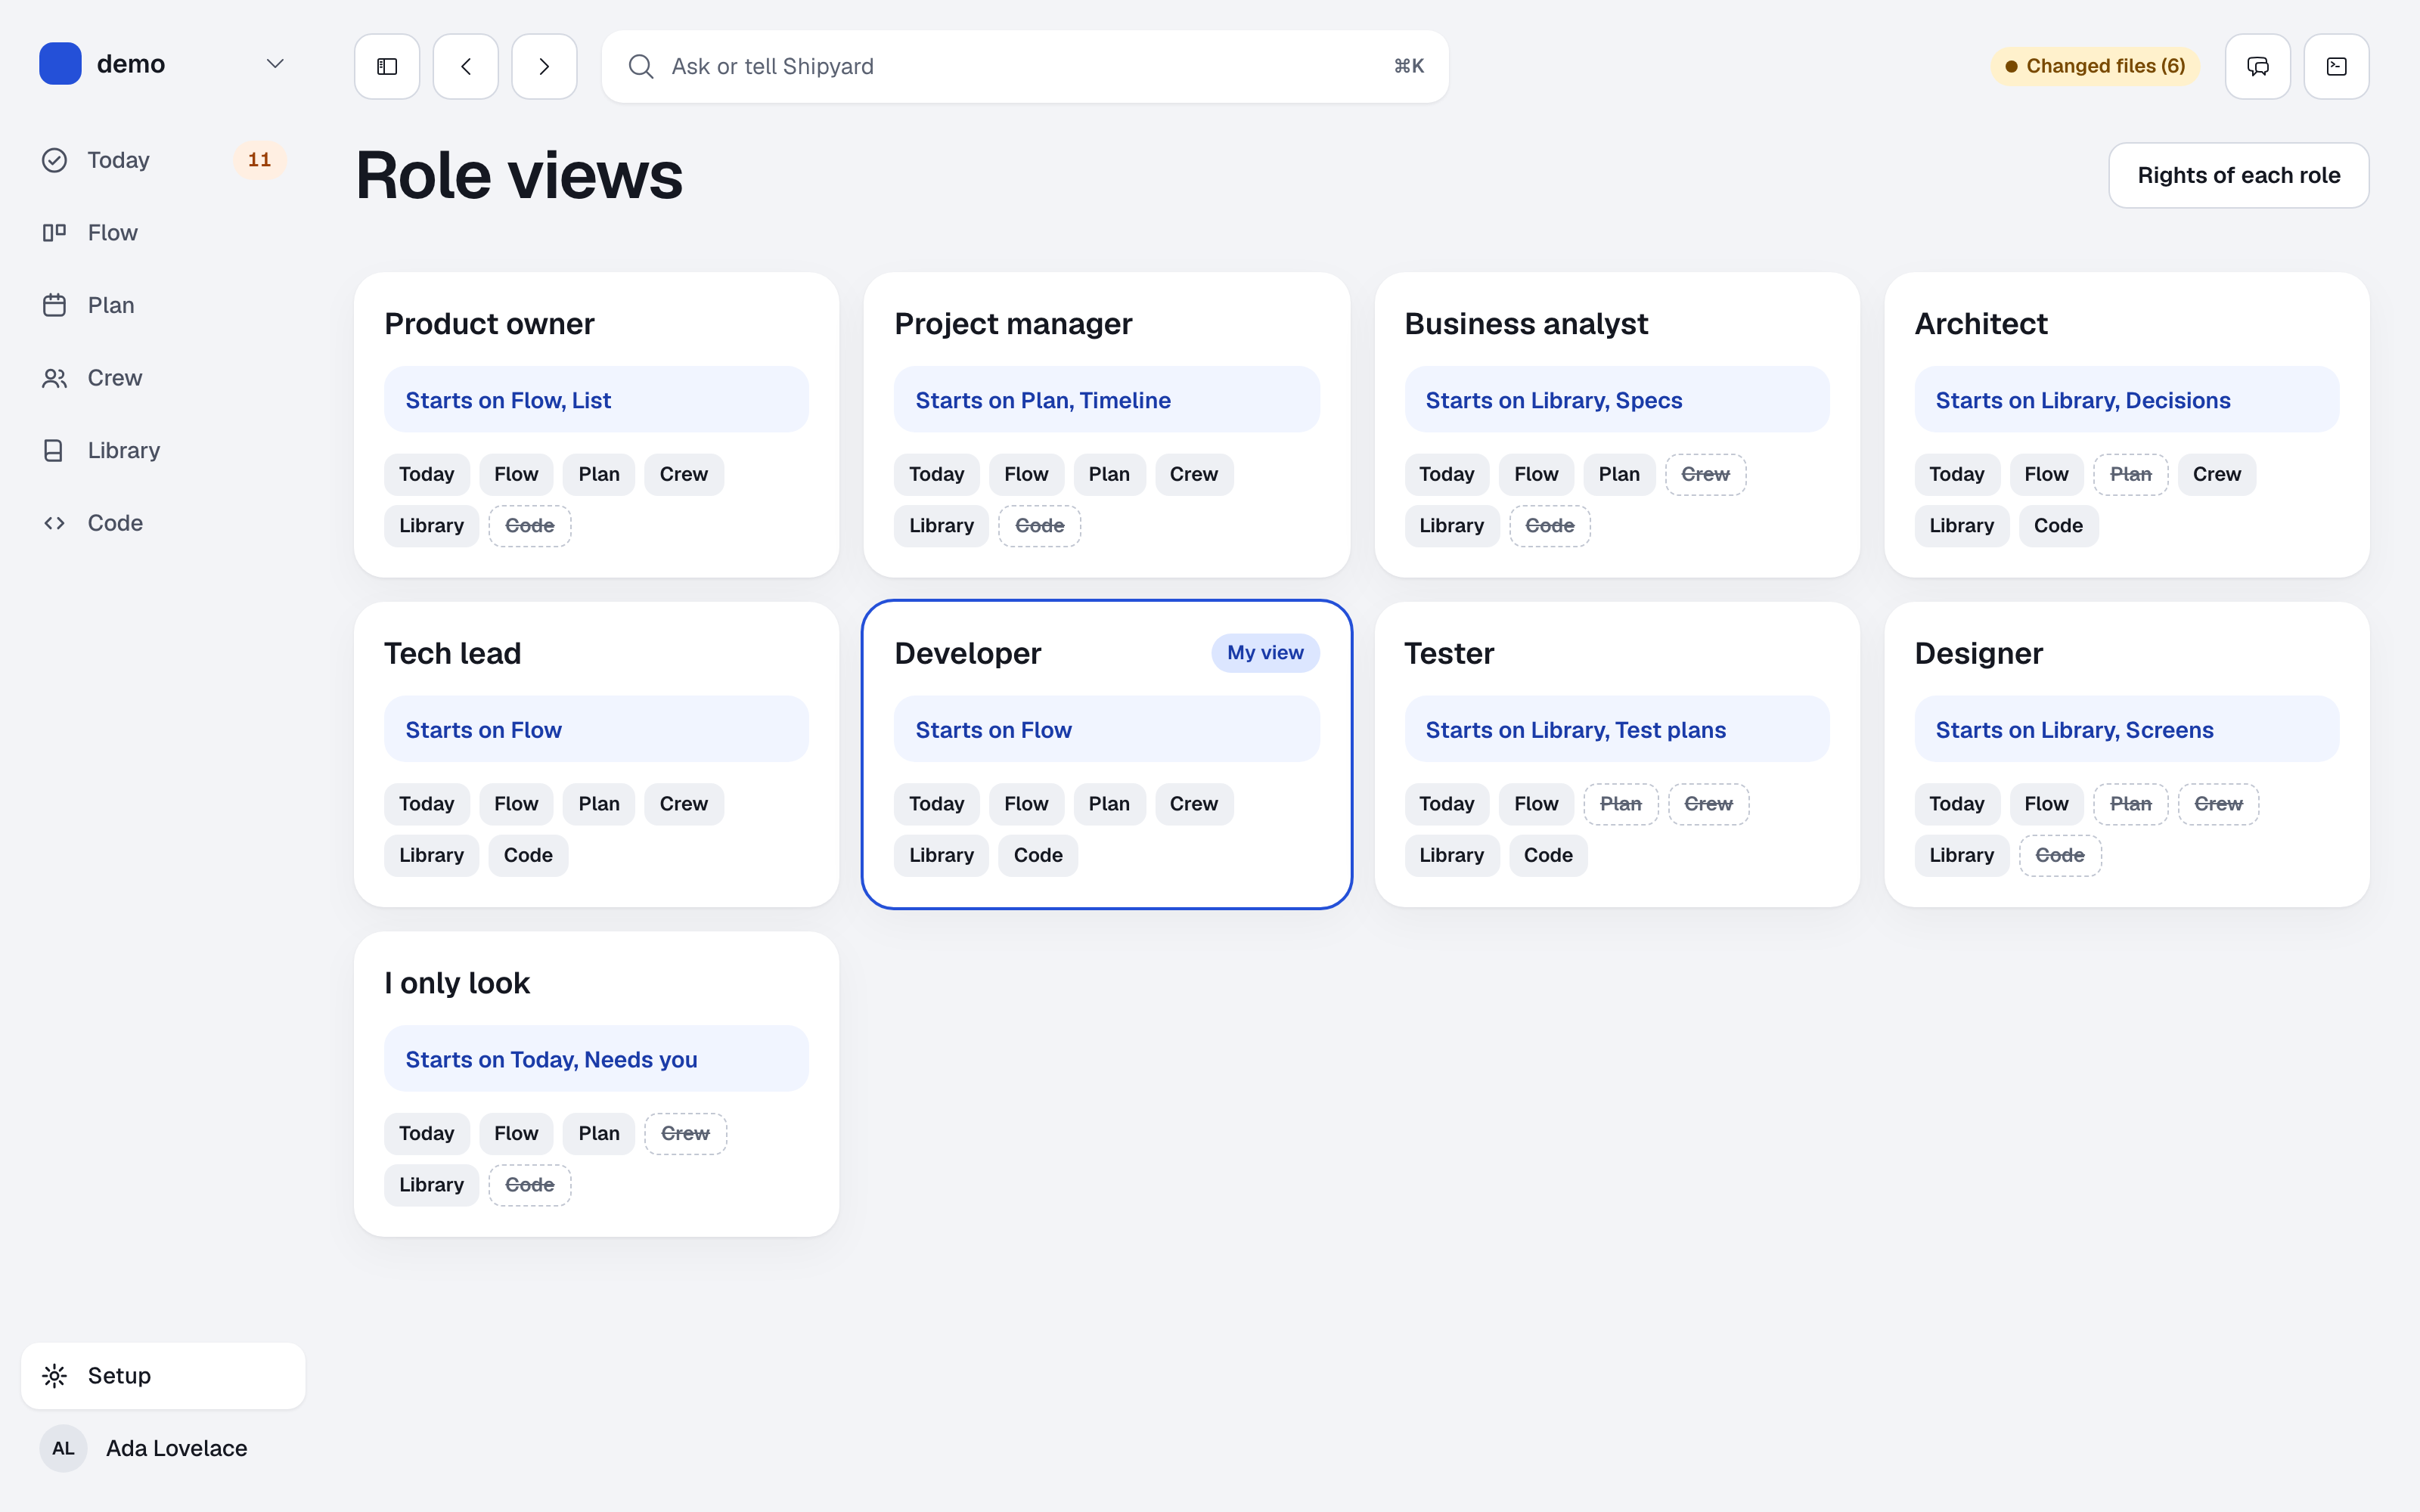 demo
Ask or tell Shipyard
⌘K
Changed files (6)
Today
11
Flow
Plan
Crew
Library
Code
Role views
Rights of each role
Product owner
Starts on Flow, List
Today Flow Plan Crew
Library Code
Project manager
Starts on Plan, Timeline
Today Flow Plan Crew
Library Code
Business analyst
Starts on Library, Specs
Today Flow Plan Crew
Library Code
Architect
Starts on Library, Decisions
Today Flow Plan Crew
Library Code
Tech lead
Starts on Flow
Today Flow Plan Crew
Library Code
Developer
My view
Starts on Flow
Today Flow Plan Crew
Library Code
Tester
Starts on Library, Test plans
Today Flow Plan Crew
Library Code
Designer
Starts on Library, Screens
Today Flow Plan Crew
Library Code
I only look
Starts on Today, Needs you
Today Flow Plan Crew
Library Code
Setup
AL
Ada Lovelace